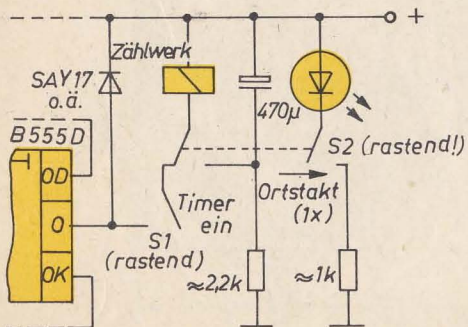 +
Zählwerk
SAY17
o.ä.
470µ
B555D
OD
S2 (rastend!)
Timer
ein
Ortstakt
(1x)
O
S1
(rastend)
OK
≈2,2k
≈1k